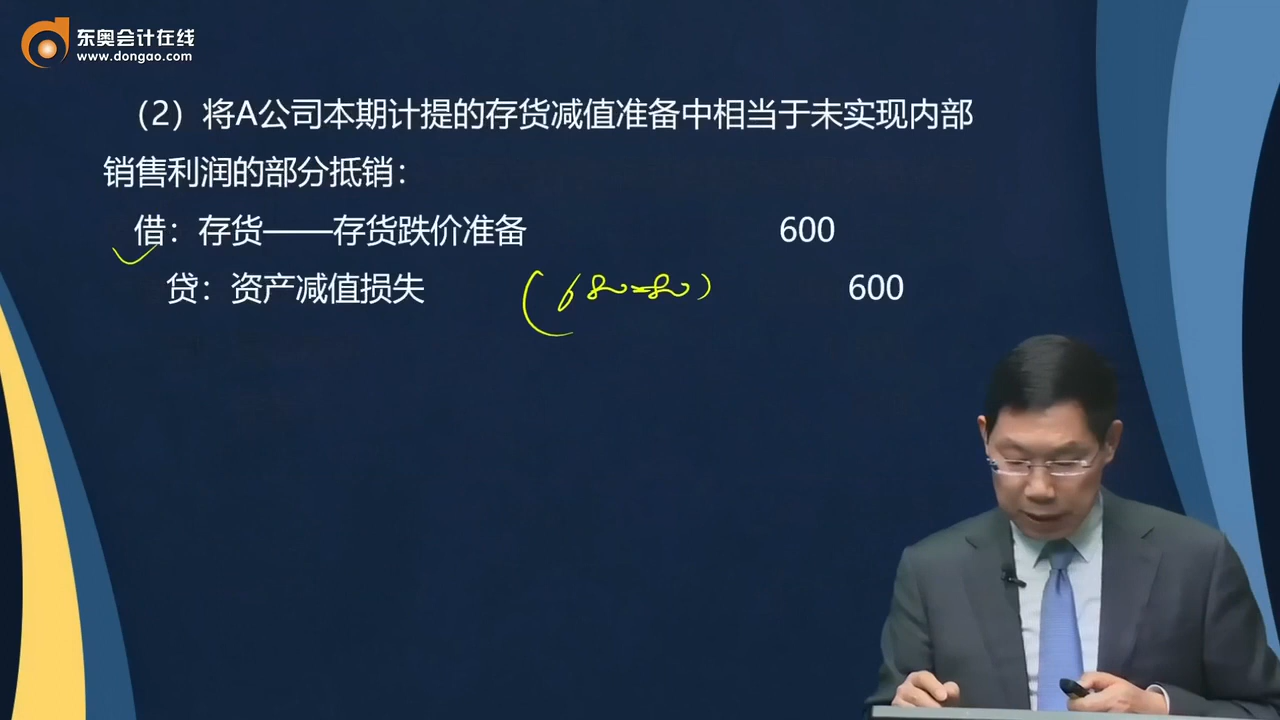 东奥会计在线
www.dongao.com
（2）将A公司本期计提的存货减值准备中相当于未实现内部
销售利润的部分抵销：
借：存货——存货跌价准备 600
贷：资产减值损失 (680-80) 600